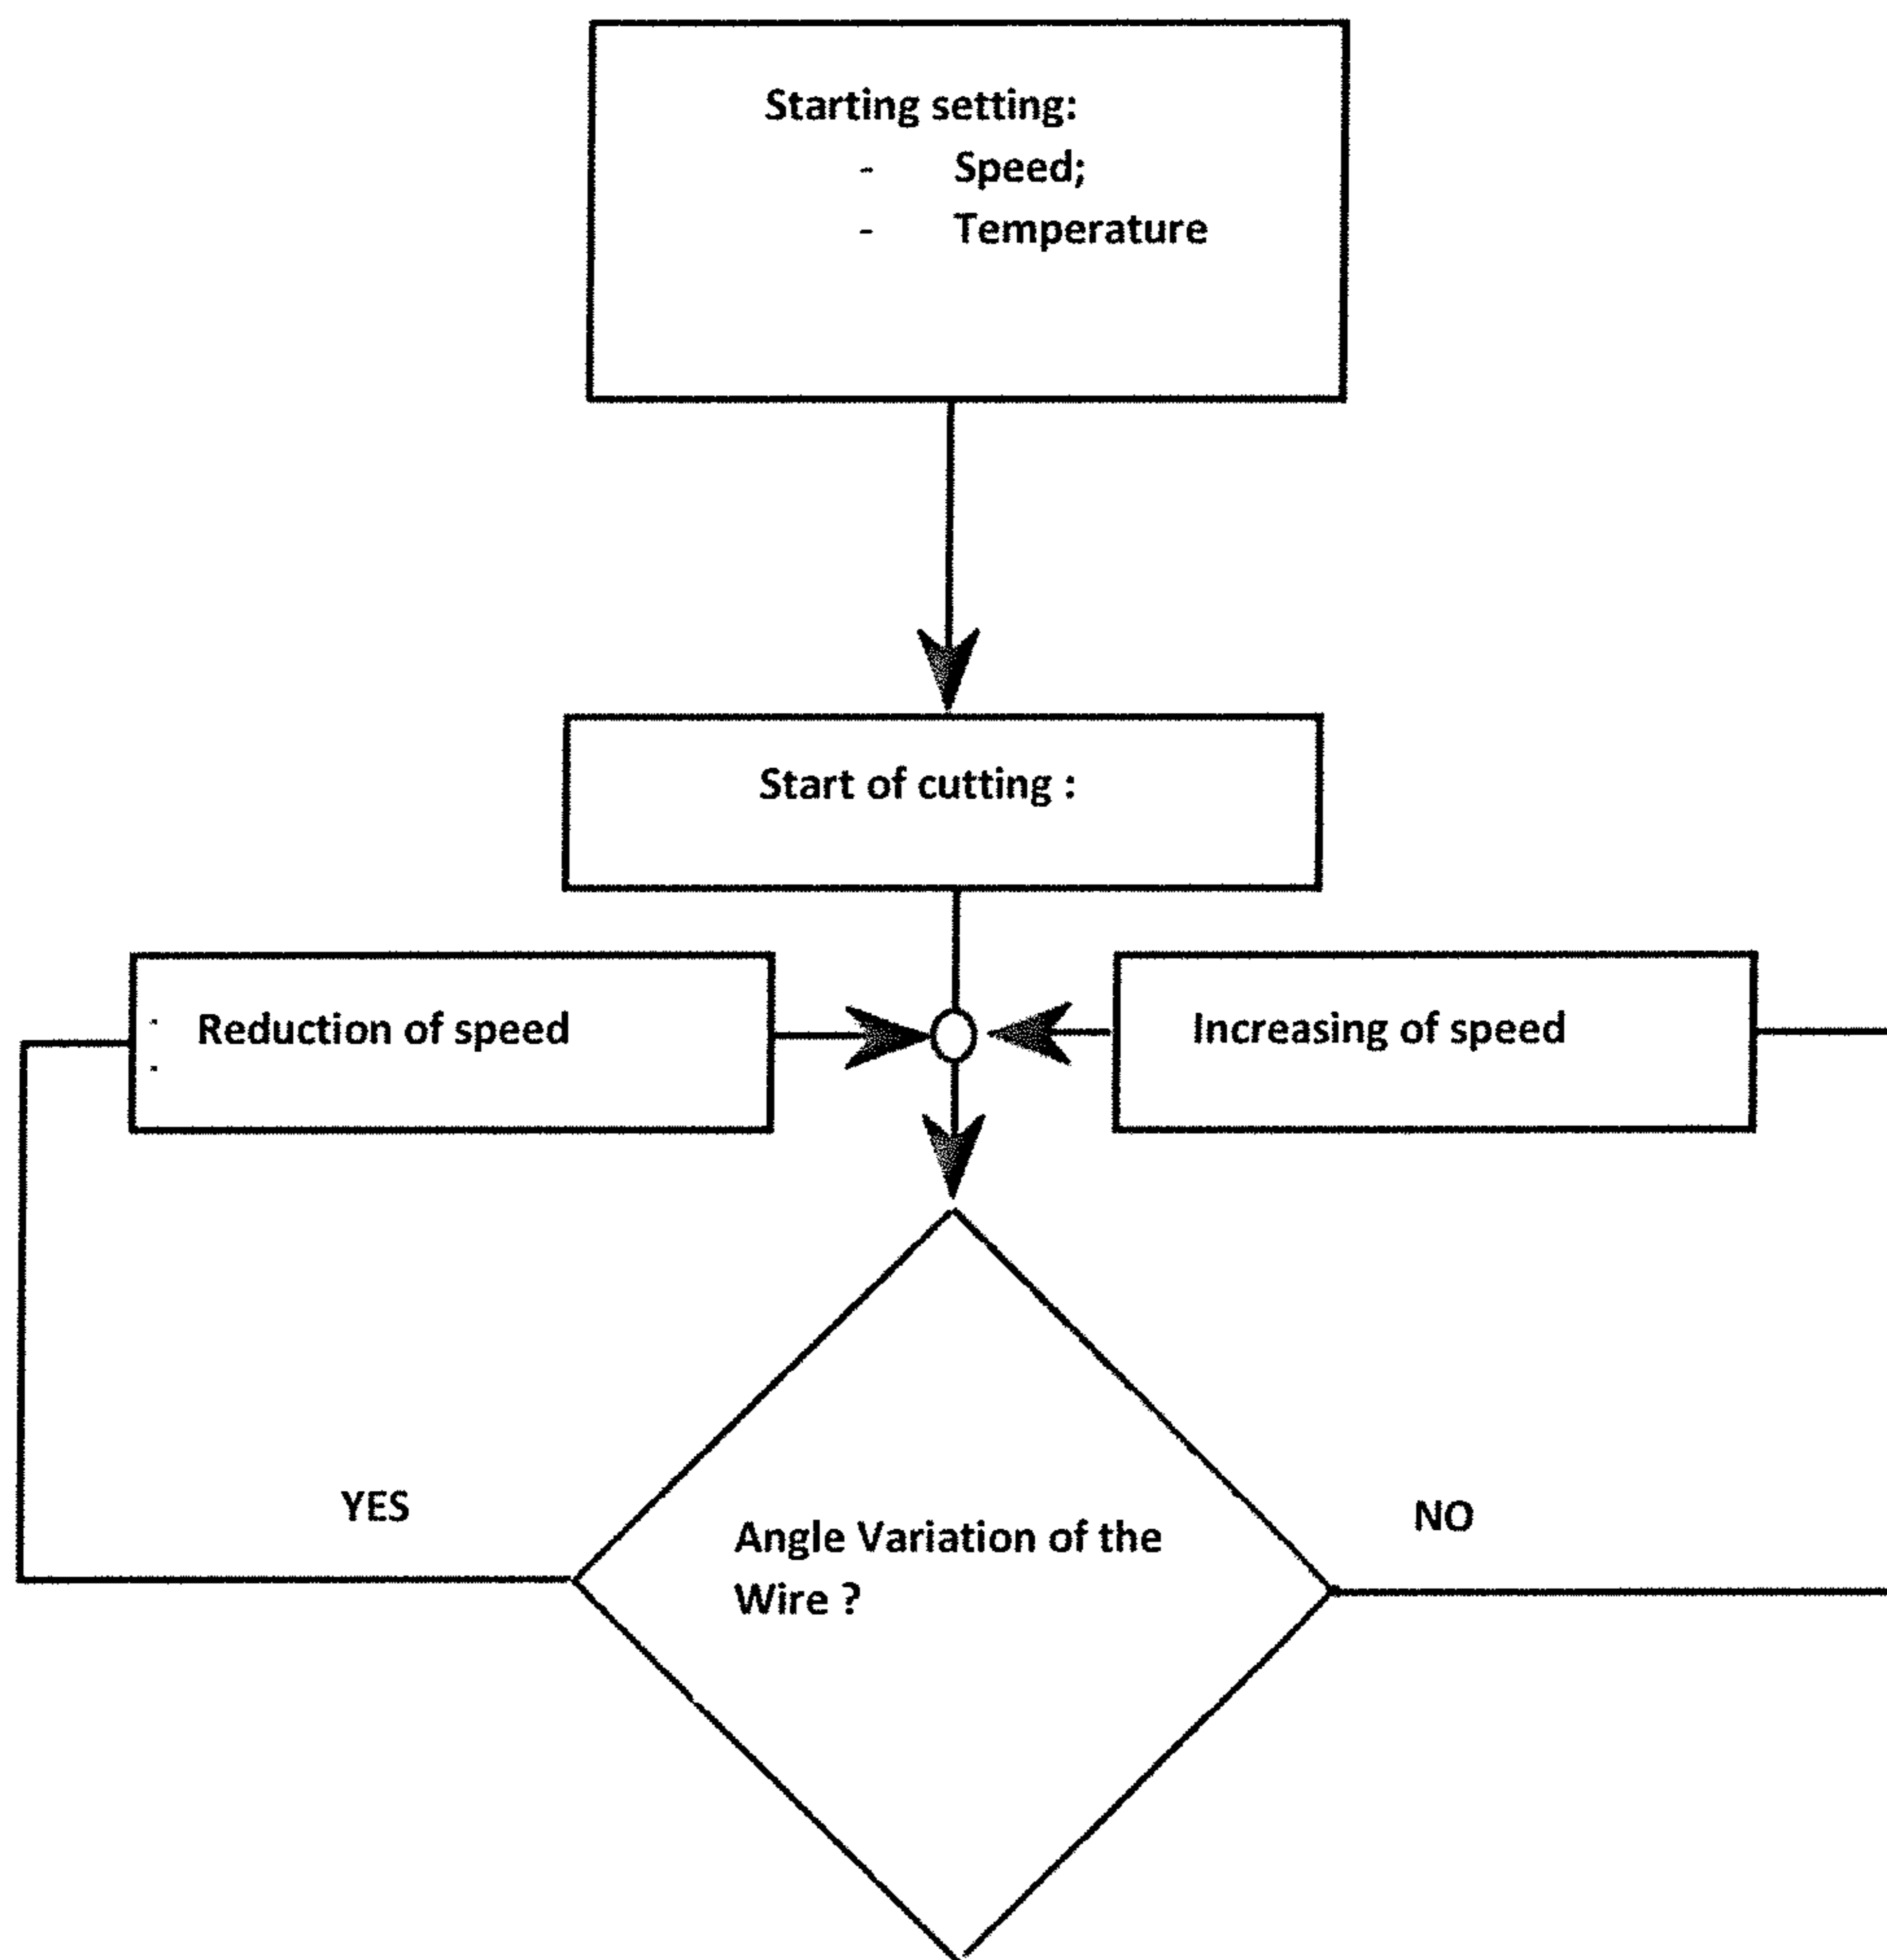 Starting setting:
- Speed;
- Temperature
Start of cutting :
- Reduction of speed
-
Increasing of speed
YES
NO
Angle Variation of the
Wire ?